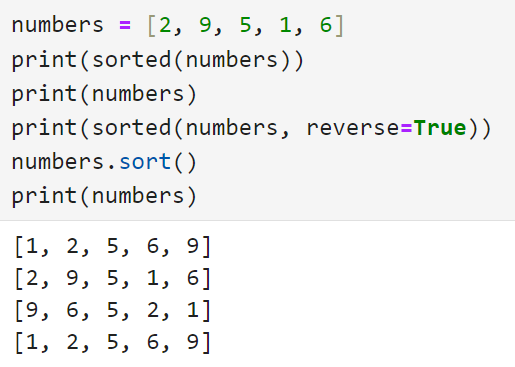 numbers = [2, 9, 5, 1, 6]
print(sorted(numbers))
print(numbers)
print(sorted(numbers, reverse=True))
numbers.sort()
print(numbers)
[1, 2, 5, 6, 9]
[2, 9, 5, 1, 6]
[9, 6, 5, 2, 1]
[1, 2, 5, 6, 9]